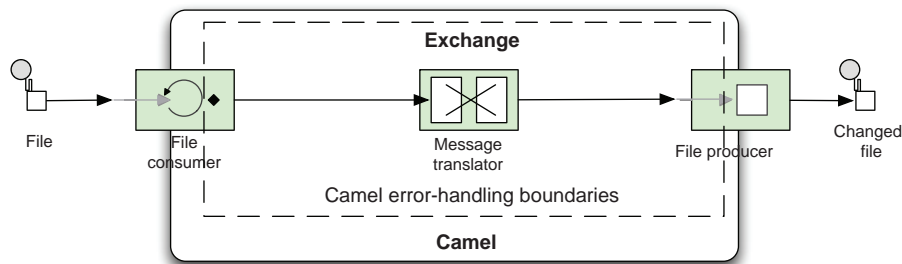 Exchange
File
File
consumer
Message
translator
File producer
Changed
file
Camel error-handling boundaries
Camel